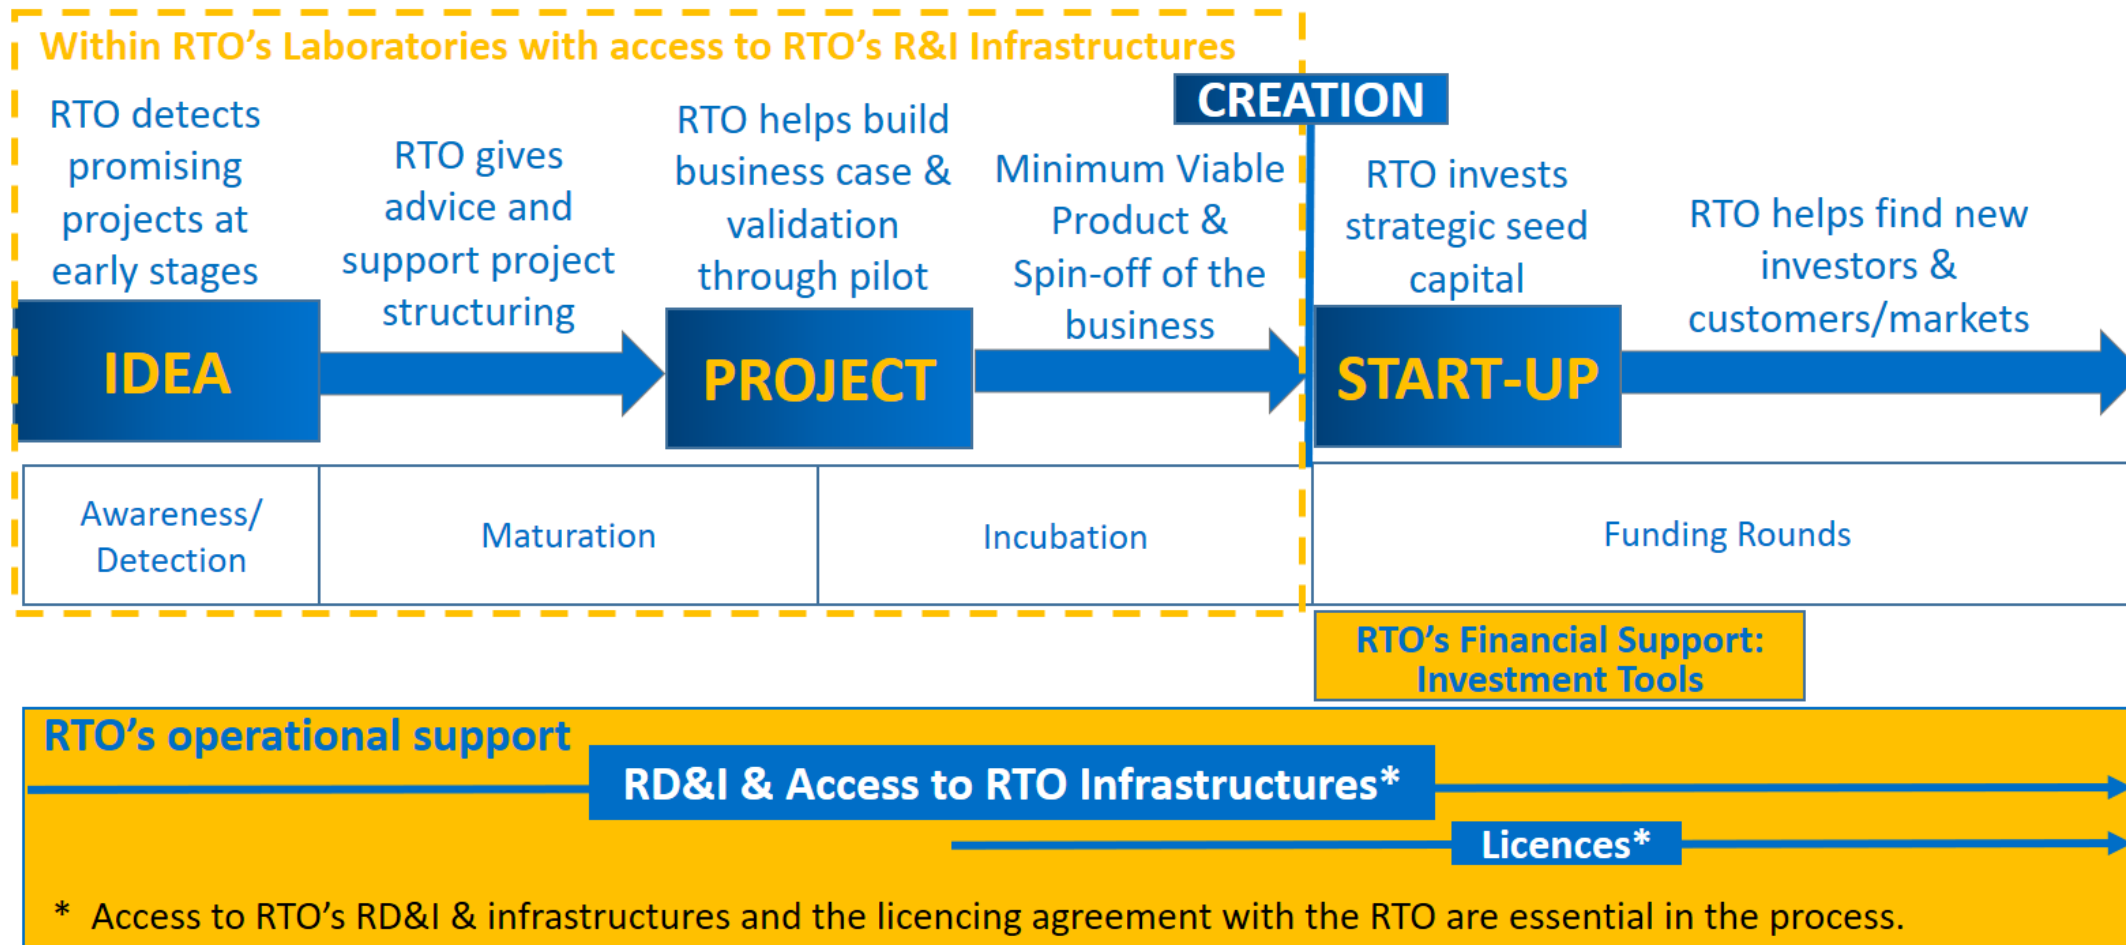 Within RTO's Laboratories with access to RTO's R&I Infrastructures
CREATION
RTO detects
promising
projects at
early stages
RTO gives
advice and
support project
structuring
RTO helps build
business case &
validation
through pilot
Minimum Viable
Product &
Spin-off of the
business
RTO invests
strategic seed
capital
RTO helps find new
investors &
customers/markets
IDEA
PROJECT
START-UP
Awareness/
Detection
Maturation
Incubation
Funding Rounds
RTO's Financial Support:
Investment Tools
RTO's operational support
RD&I & Access to RTO Infrastructures*
Licences*
* Access to RTO's RD&I & infrastructures and the licencing agreement with the RTO are essential in the process.